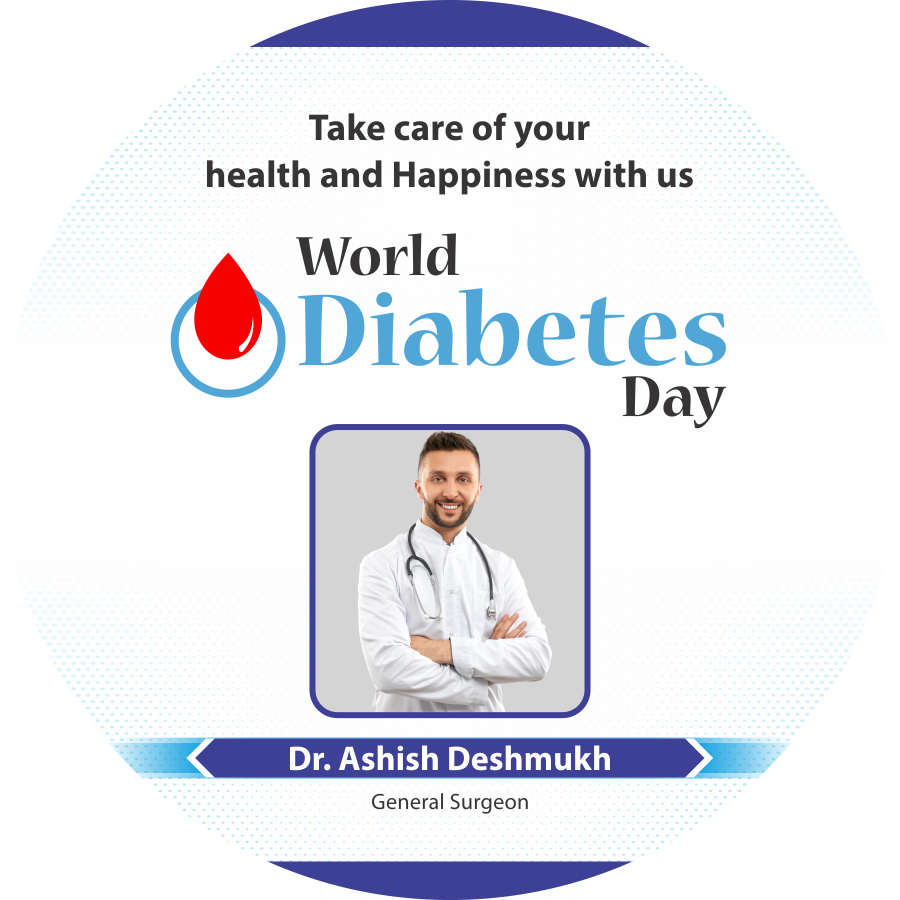 Take care of your
health and Happiness with us
World
Diabetes
Day
Dr. Ashish Deshmukh
General Surgeon